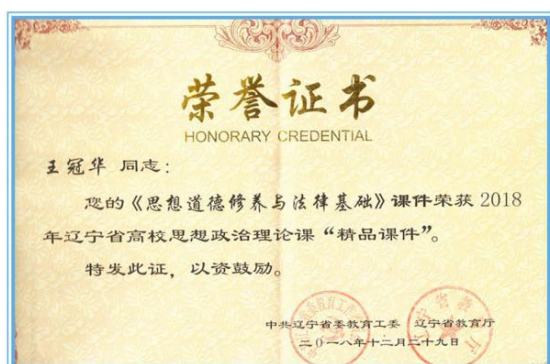 荣誉证书
HONORARY CREDENTIAL
王冠华 同志：
您的《思想道德修养与法律基础》课件荣获2018
年辽宁省高校思想政治理论课“精品课件”。
特发此证，以资鼓励。
中共辽宁省委教育工委 辽宁省教育厅
二〇一八年十二月二十九日